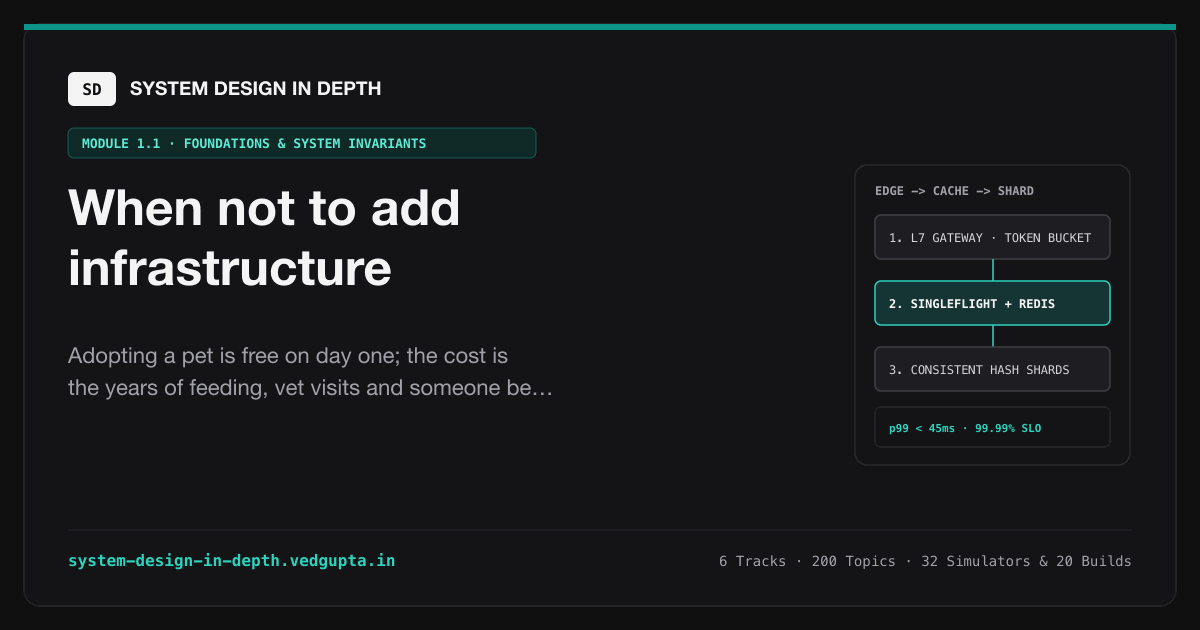 SD SYSTEM DESIGN IN DEPTH
MODULE 1.1 · FOUNDATIONS & SYSTEM INVARIANTS
When not to add
infrastructure
Adopting a pet is free on day one; the cost is
the years of feeding, vet visits and someone be…
EDGE —> CACHE —> SHARD
1. L7 GATEWAY · TOKEN BUCKET
2. SINGLEFLIGHT + REDIS
3. CONSISTENT HASH SHARDS
p99 < 45ms · 99.99% SLO
system-design-in-depth.vedgupta.in
6 Tracks · 200 Topics · 32 Simulators & 20 Builds